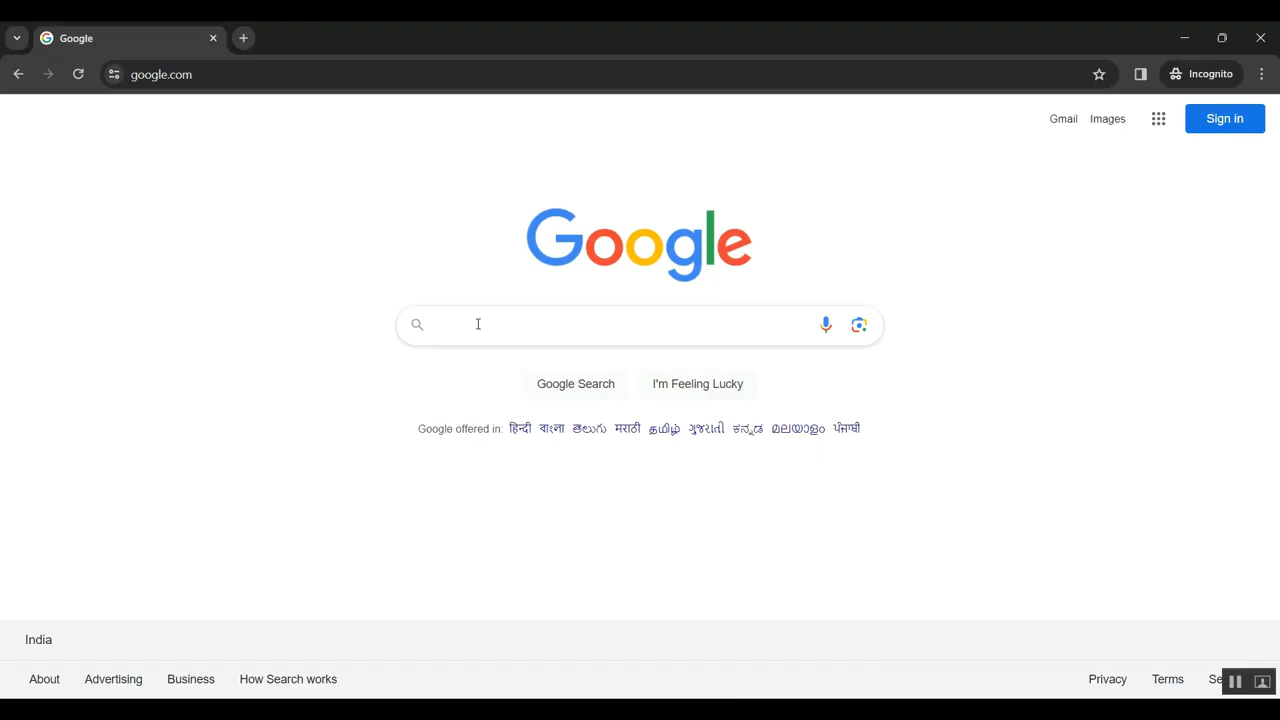 Google
google.com
Incognito
Gmail Images Sign in
Google
Google Search I'm Feeling Lucky
Google offered in: हिन्दी বাংলা తెలుగు मराठी தமிழ் ગુજરાતી ಕನ್ನಡ മലയാളം ਪੰਜਾਬੀ
India
About Advertising Business How Search works Privacy Terms